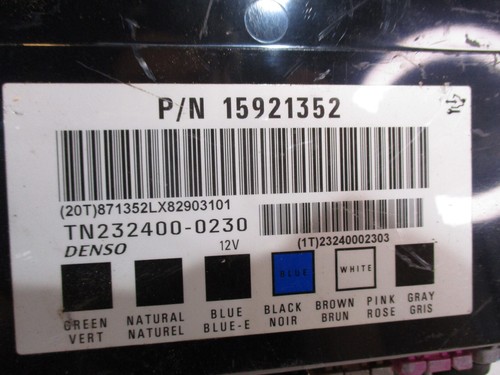 P/N 15921352
(20T)871352LX82903101
TN232400-0230
(1T)23240002303
DENSO 12V
BLUE WHITE
GREEN VERT
NATURAL NATUREL
BLUE BLUE-E
BLACK NOIR
BROWN BRUN
PINK ROSE
GRAY GRIS